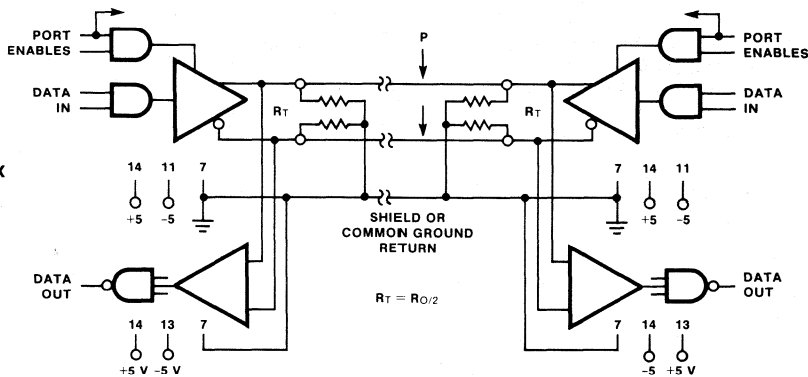 PORT
ENABLES
P
PORT
ENABLES
DATA
IN
RT
RT
DATA
IN
X
14 11 7
+5 -5
7 14 11
+5 -5
SHIELD OR
COMMON GROUND
RETURN
DATA
OUT
RT = RO/2
DATA
OUT
14 13 7
+5 V -5 V
7 14 13
-5 +5 V